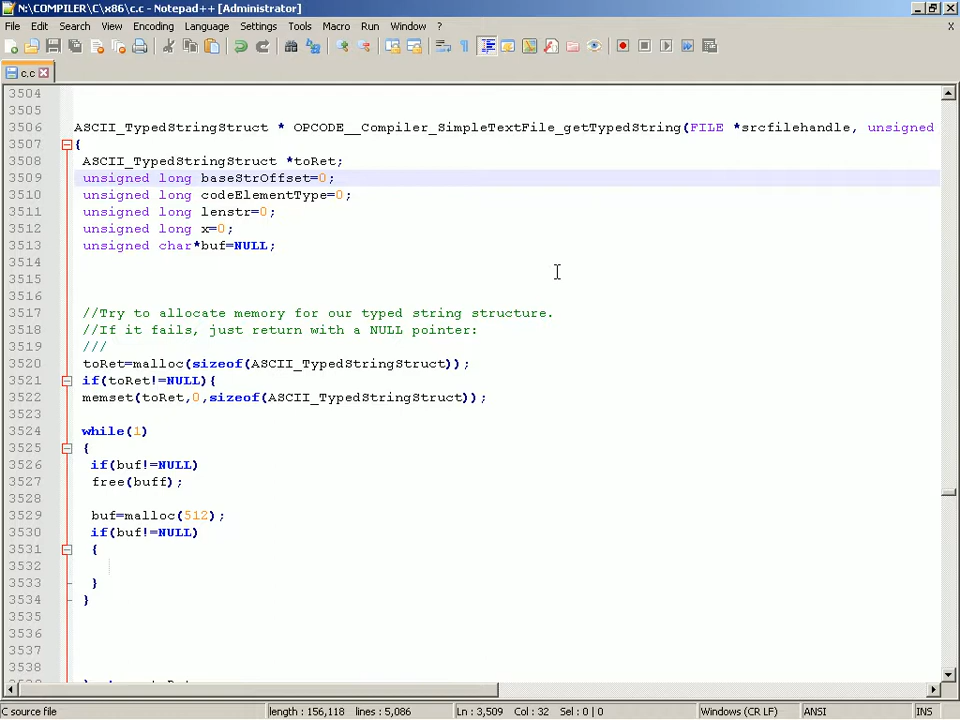 N:\COMPILER\C\x86\c.c - Notepad++ [Administrator]
File Edit Search View Encoding Language Settings Tools Macro Run Window ?
X
c.c
3504
3505
3506 ASCII_TypedStringStruct * OPCODE__Compiler_SimpleTextFile_getTypedString(FILE *srcfilehandle, unsigned
3507 {
3508 ASCII_TypedStringStruct *toRet;
3509 unsigned long baseStrOffset=0;
3510 unsigned long codeElementType=0;
3511 unsigned long lenstr=0;
3512 unsigned long x=0;
3513 unsigned char*buf=NULL;
3514
3515
3516
3517 //Try to allocate memory for our typed string structure.
3518 //If it fails, just return with a NULL pointer:
3519 ///
3520 toRet=malloc(sizeof(ASCII_TypedStringStruct));
3521 if(toRet!=NULL){
3522 memset(toRet,0,sizeof(ASCII_TypedStringStruct));
3523
3524 while(1)
3525 {
3526 if(buf!=NULL)
3527 free(buff);
3528
3529 buf=malloc(512);
3530 if(buf!=NULL)
3531 {
3532
3533 }
3534 }
3535
3536
3537
3538
C source file length : 156,118 lines : 5,086 Ln : 3,509 Col : 32 Sel : 0 | 0 Windows (CR LF) ANSI INS